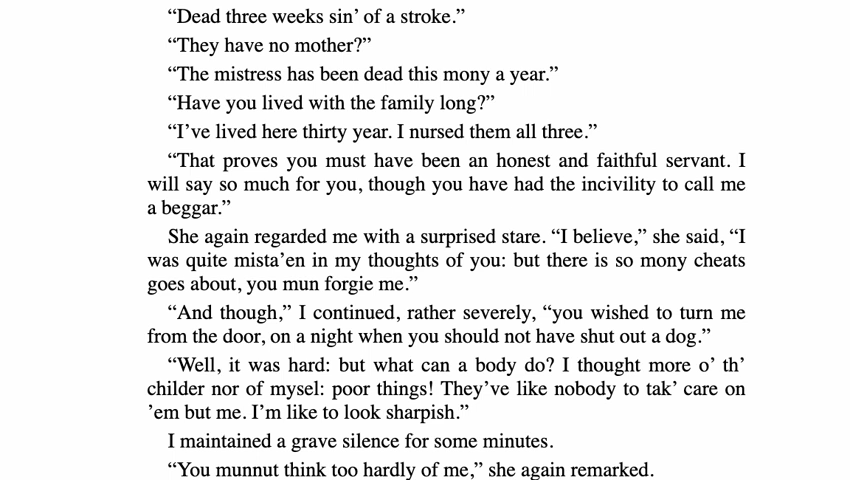 “Dead three weeks sin’ of a stroke.”
“They have no mother?”
“The mistress has been dead this mony a year.”
“Have you lived with the family long?”
“I’ve lived here thirty year. I nursed them all three.”
“That proves you must have been an honest and faithful servant. I
will say so much for you, though you have had the incivility to call me
a beggar.”
She again regarded me with a surprised stare. “I believe,” she said, “I
was quite mista’en in my thoughts of you: but there is so mony cheats
goes about, you mun forgie me.”
“And though,” I continued, rather severely, “you wished to turn me
from the door, on a night when you should not have shut out a dog.”
“Well, it was hard: but what can a body do? I thought more o’ th’
childer nor of mysel: poor things! They’ve like nobody to tak’ care on
’em but me. I’m like to look sharpish.”
I maintained a grave silence for some minutes.
“You munnut think too hardly of me,” she again remarked.